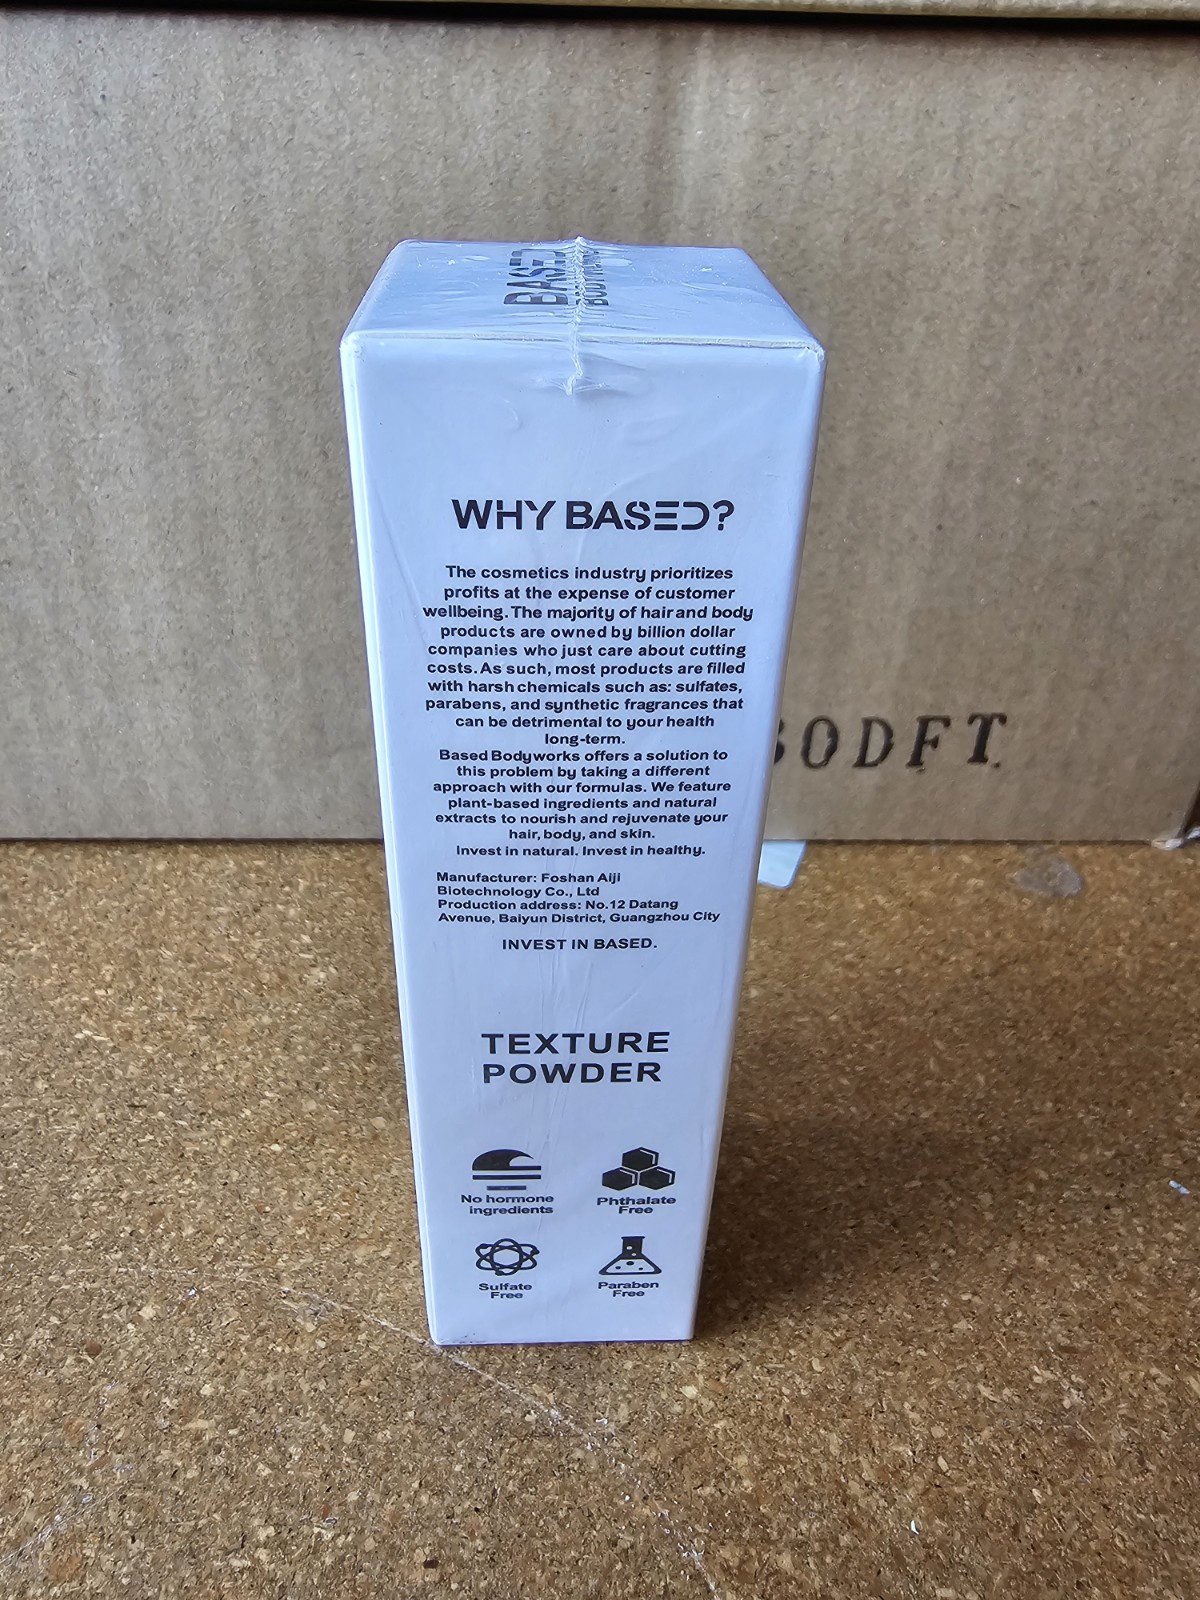 BASED
BODYWORKS
WHY BASED?
The cosmetics industry prioritizes
profits at the expense of customer
wellbeing. The majority of hair and body
products are owned by billion dollar
companies who just care about cutting
costs. As such, most products are filled
with harsh chemicals such as: sulfates,
parabens, and synthetic fragrances that
can be detrimental to your health
long-term.
Based Bodyworks offers a solution to
this problem by taking a different
approach with our formulas. We feature
plant-based ingredients and natural
extracts to nourish and rejuvenate your
hair, body, and skin.
Invest in natural. Invest in healthy.
Manufacturer: Foshan Aiji
Biotechnology Co., Ltd
Production address: No.12 Datang
Avenue, Baiyun District, Guangzhou City
INVEST IN BASED.
TEXTURE
POWDER
No hormone
ingredients
Phthalate
Free
Sulfate
Free
Paraben
Free